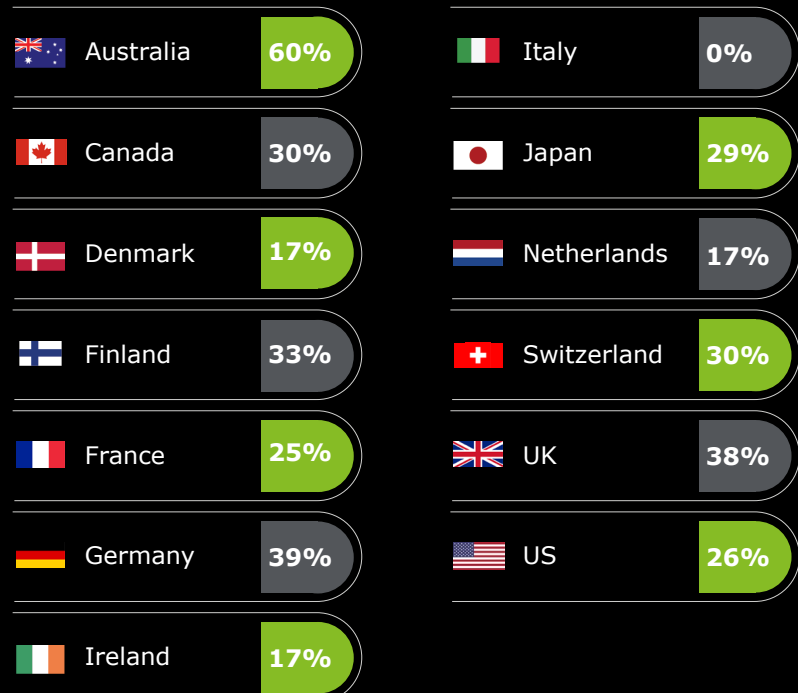 Australia 60%
Canada 30%
Denmark 17%
Finland 33%
France 25%
Germany 39%
Ireland 17%
Italy 0%
Japan 29%
Netherlands 17%
Switzerland 30%
UK 38%
US 26%